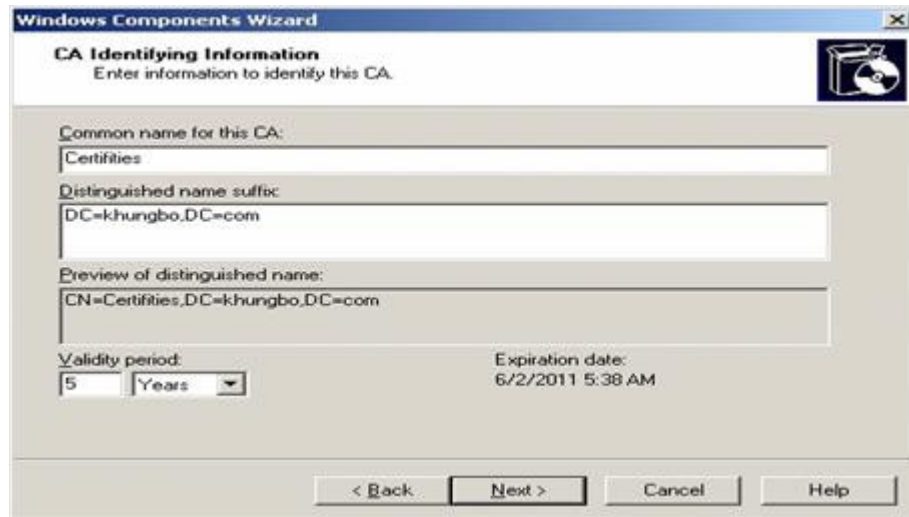 Windows Components Wizard
CA Identifying Information
Enter information to identify this CA.
Common name for this CA:
Certifities
Distinguished name suffix:
DC=khungbo,DC=com
Preview of distinguished name:
CN=Certifities,DC=khungbo,DC=com
Validity period:
Expiration date:
5 Years
6/2/2011 5:38 AM
< Back Next > Cancel Help